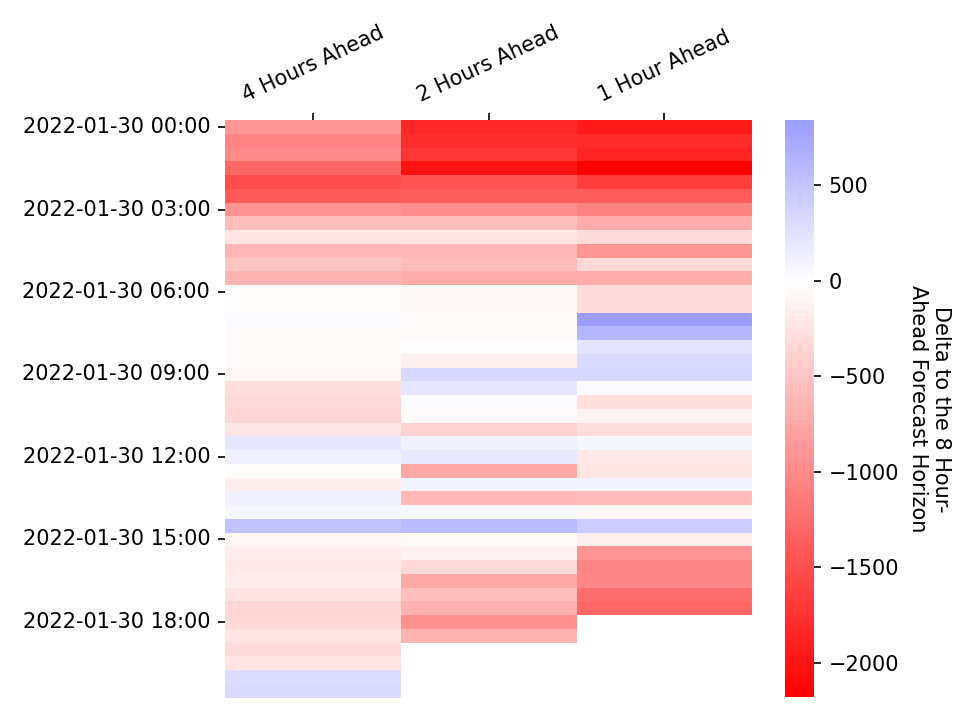 4 Hours Ahead
2 Hours Ahead
1 Hour Ahead
2022-01-30 00:00
2022-01-30 03:00
2022-01-30 06:00
2022-01-30 09:00
2022-01-30 12:00
2022-01-30 15:00
2022-01-30 18:00
500
0
−500
−1000
−1500
−2000
Delta to the 8 Hour-
Ahead Forecast Horizon